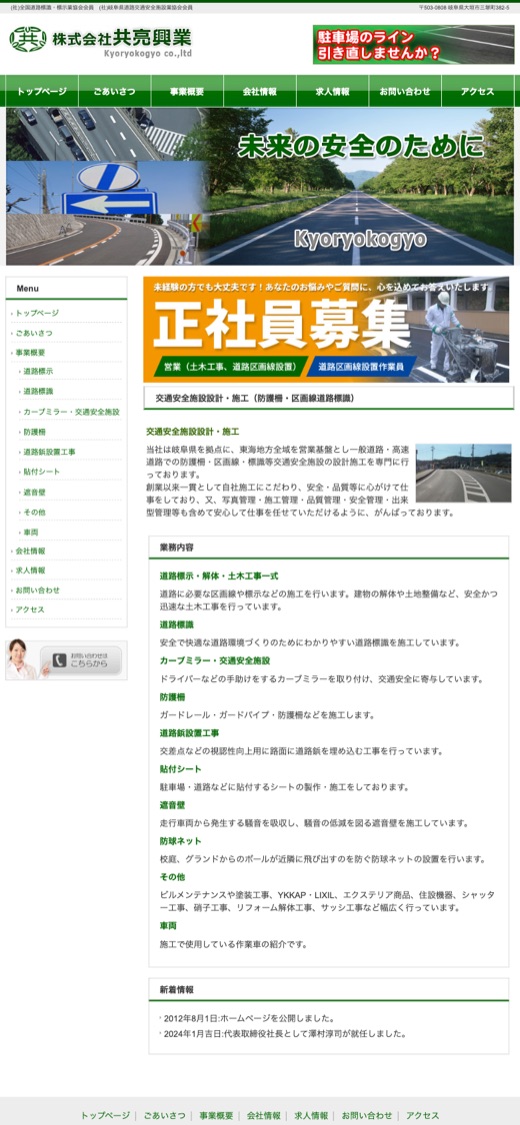 (社)全国道路標識・標示業協会会員　(社)岐阜県道路交通安全施設業協会会員
〒503-0808 岐阜県大垣市三塚町382-5
株式会社共亮興業
Kyoryokogyo co.,ltd
駐車場のライン
引き直しませんか？
トップページ
ごあいさつ
事業概要
会社情報
求人情報
お問い合わせ
アクセス
未来の安全のために
Kyoryokogyo
Menu
トップページ
ごあいさつ
事業概要
道路標示
道路標識
カーブミラー・交通安全施設
防護柵
道路鋲設置工事
貼付シート
遮音壁
その他
車両
会社情報
求人情報
お問い合わせ
アクセス
お問い合わせは
こちらから
未経験の方でも大丈夫です！あなたのお悩みやご質問に、心を込めてお答えいたします。
正社員募集
営業（土木工事、道路区画線設置）
道路区画線設置作業員
交通安全施設設計・施工（防護柵・区画線道路標識）
交通安全施設設計・施工
当社は岐阜県を拠点に、東海地方全域を営業基盤とし一般道路・高速
道路での防護柵・区画線・標識等交通安全施設の設計施工を専門に行
っております。
創業以来一貫として自社施工にこだわり、安全・品質等に心がけて仕
事をしており、又、写真管理・施工管理・品質管理・安全管理・出来
型管理等も含めて安心して仕事を任せていただけるように、がんばっております。
業務内容
道路標示・解体・土木工事一式
道路に必要な区画線や標示などの施工を行います。建物の解体や土地整備など、安全かつ
迅速な土木工事を行っています。
道路標識
安全で快適な道路環境づくりのためにわかりやすい道路標識を施工しています。
カーブミラー・交通安全施設
ドライバーなどの手助けをするカーブミラーを取り付け、交通安全に寄与しています。
防護柵
ガードレール・ガードパイプ・防護柵などを施工します。
道路鋲設置工事
交差点などの視認性向上用に路面に道路鋲を埋め込む工事を行っています。
貼付シート
駐車場・道路などに貼付するシートの製作・施工をしております。
遮音壁
走行車両から発生する騒音を吸収し、騒音の低減を図る遮音壁を施工しています。
防球ネット
校庭、グランドからのボールが近隣に飛び出すのを防ぐ防球ネットの設置を行います。
その他
ビルメンテナンスや塗装工事、YKKAP・LIXIL、エクステリア商品、住設機器、シャッタ
ー工事、硝子工事、リフォーム解体工事、サッシ工事など幅広く行っています。
車両
施工で使用している作業車の紹介です。
新着情報
2012年8月1日:ホームページを公開しました。
2024年1月吉日:代表取締役社長として澤村淳司が就任しました。
トップページ｜ごあいさつ｜事業概要｜会社情報｜求人情報｜お問い合わせ｜アクセス